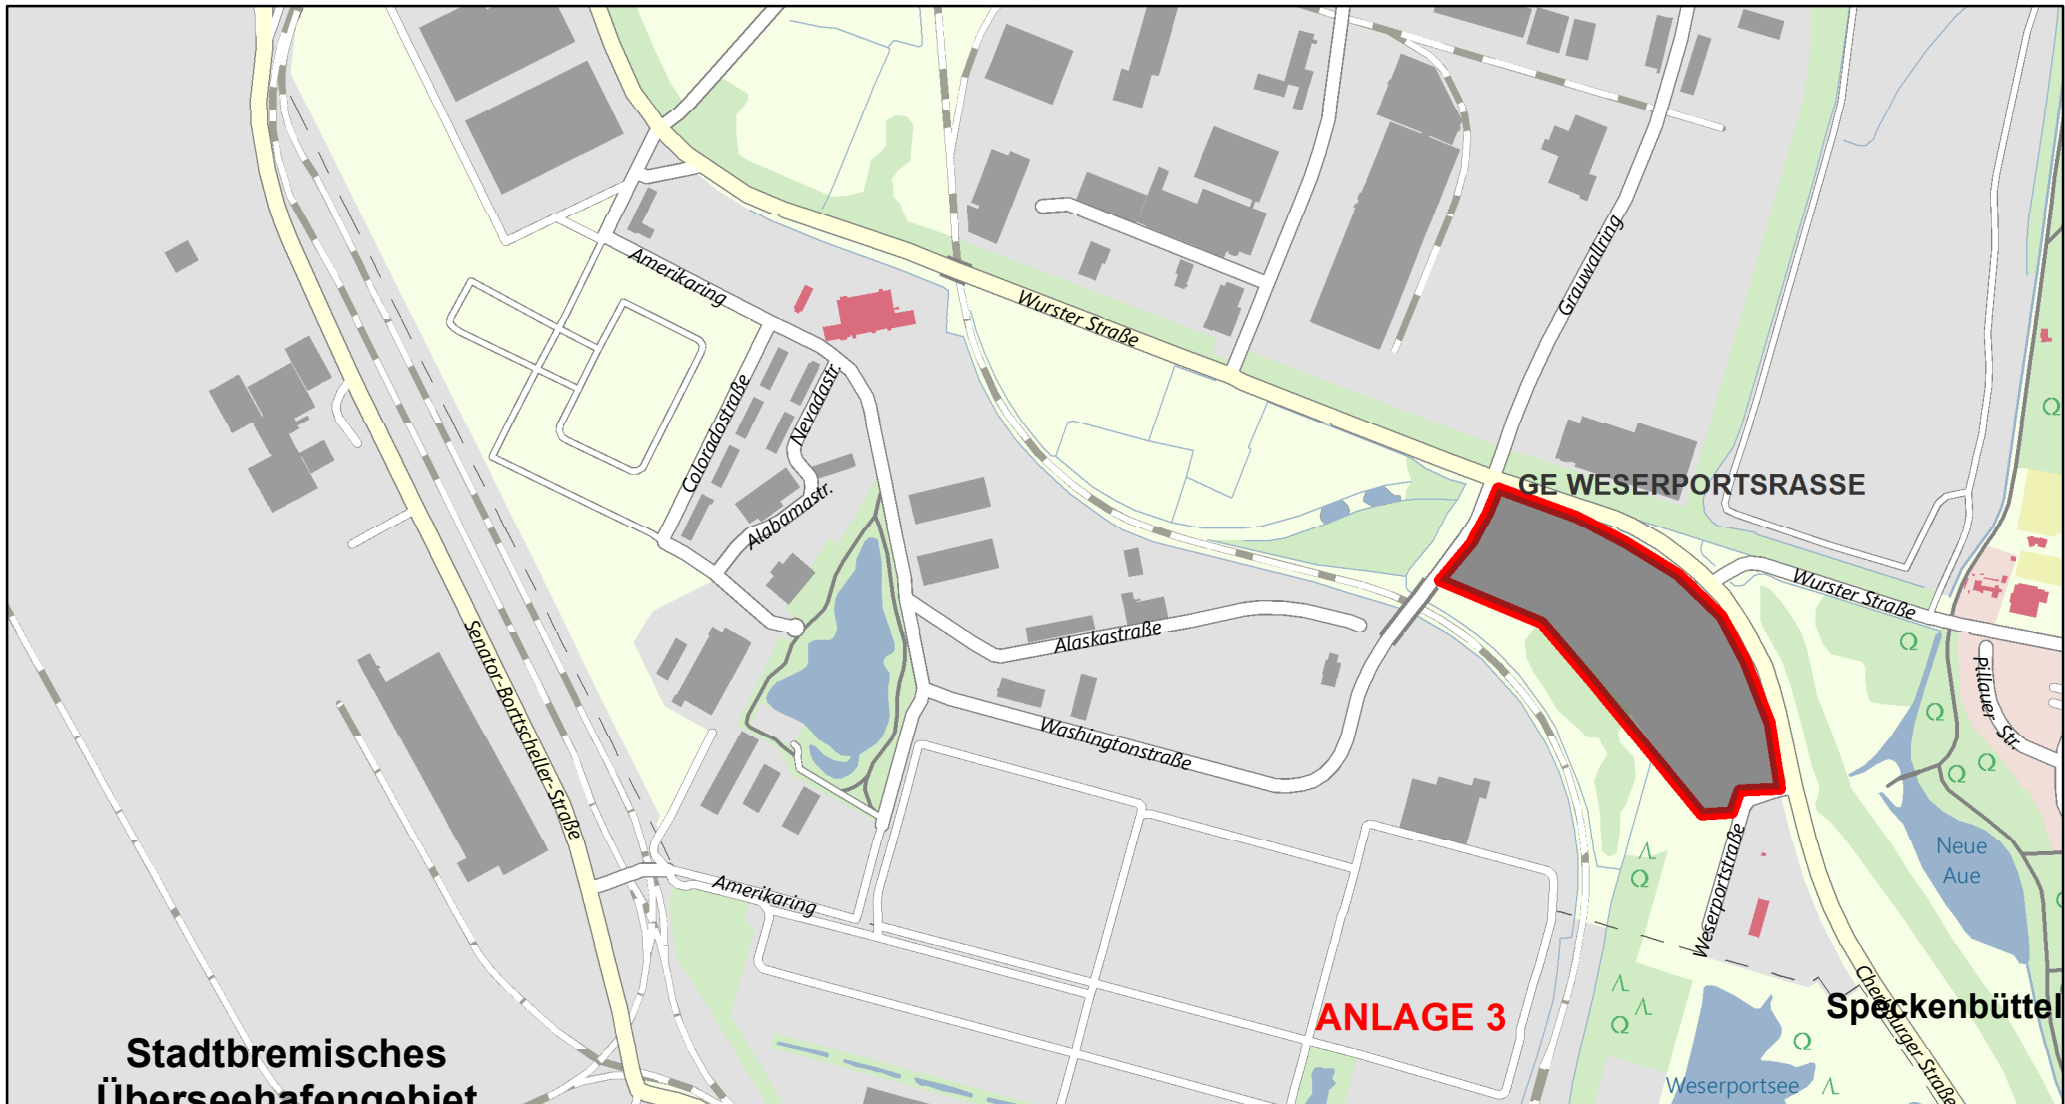 Amerikaring
Wurster Straße
Grauwallring
Coloradostraße
Nevadastr.
Alabamastr.
GE WESERPORTSRASSE
Wurster Straße
Senator-Borttscheller-Straße
Alaskastraße
Washingtonstraße
Pillauer Str.
Amerikaring
Weserportstraße
Neue
Aue
Cherbourger Straße
Speckenbüttel
ANLAGE 3
Stadtbremisches
Überseehafengebiet
Weserportsee